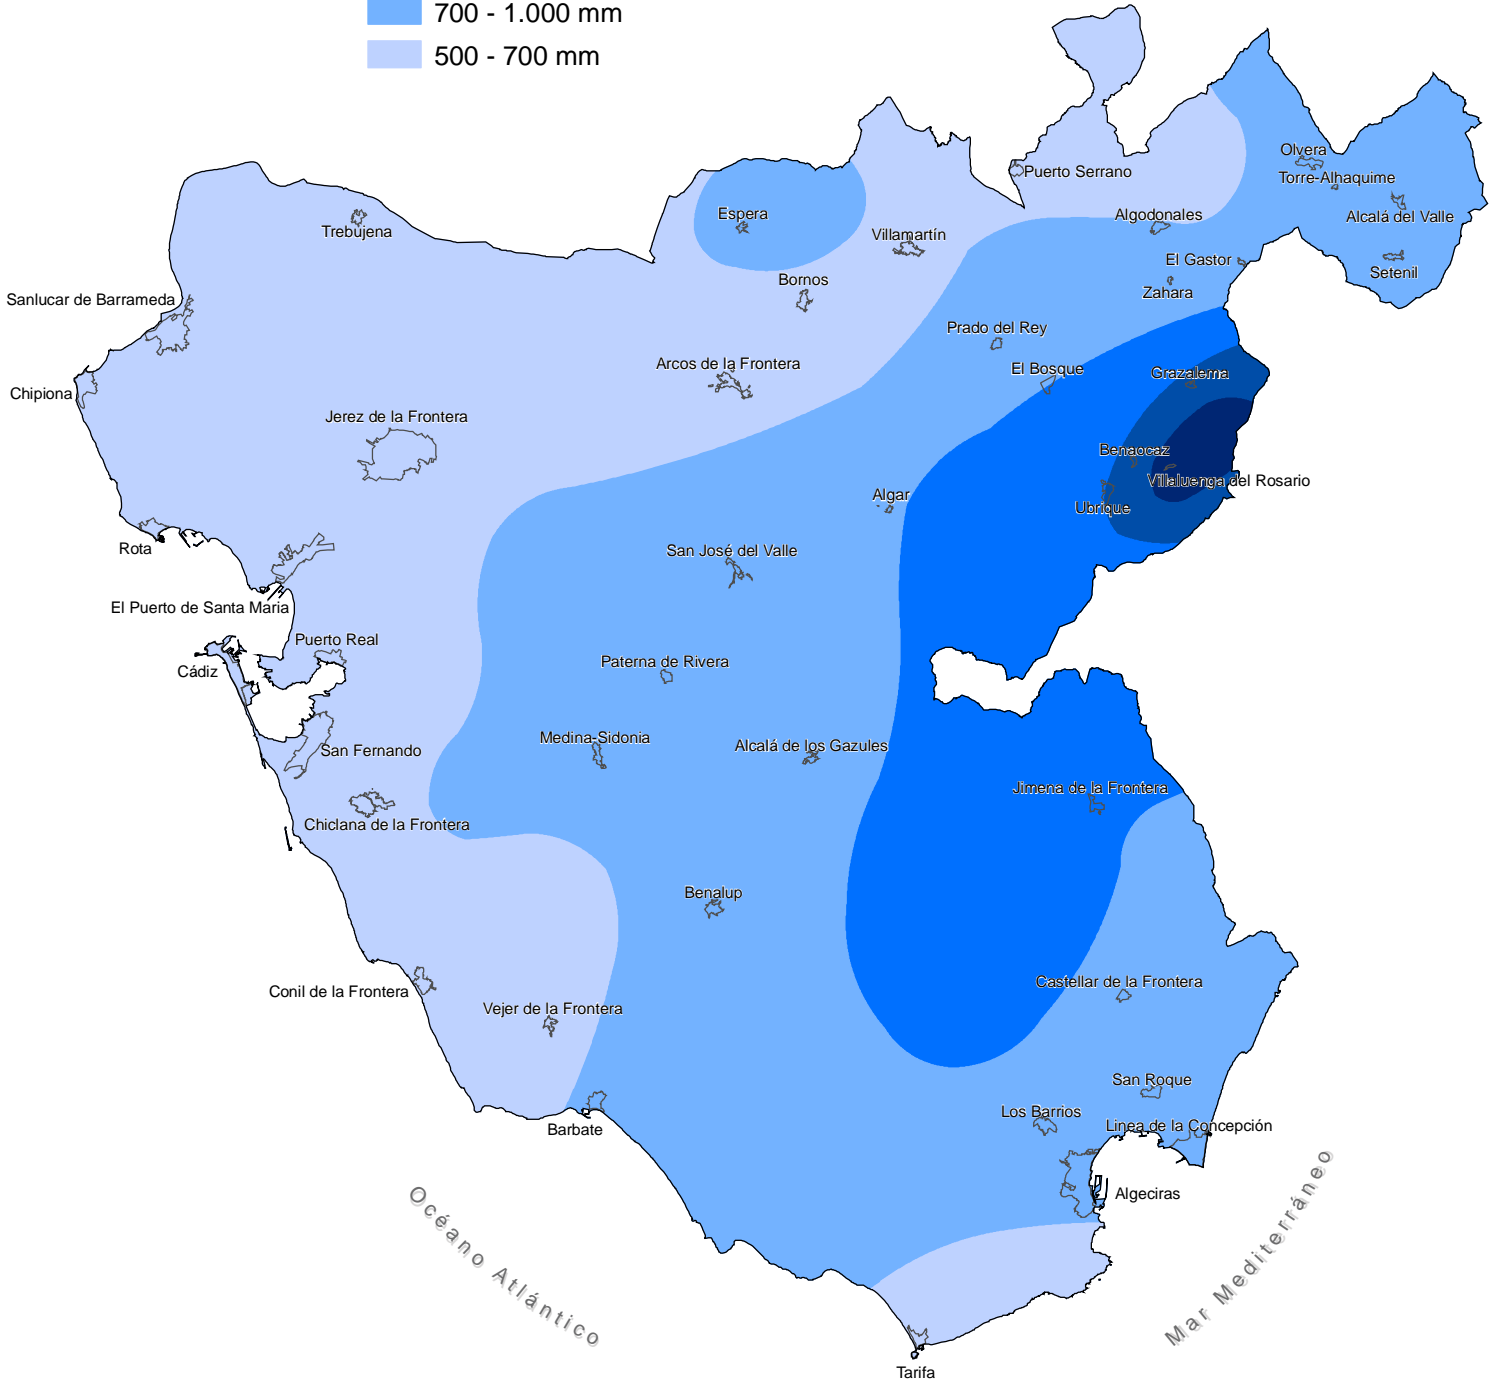 700 - 1.000 mm
500 - 700 mm
Olvera
Puerto Serrano
Torre-Alhaquime
Espera
Algodonales
Alcalá del Valle
Trebujena
Villamartín
El Gastor
Setenil
Bornos
Zahara
Sanlucar de Barrameda
Prado del Rey
Arcos de la Frontera
El Bosque
Grazalema
Chipiona
Jerez de la Frontera
Benaocaz
Villaluenga del Rosario
Algar
Ubrique
Rota
San José del Valle
El Puerto de Santa Maria
Puerto Real
Cádiz
Paterna de Rivera
San Fernando
Medina-Sidonia
Alcalá de los Gazules
Jimena de la Frontera
Chiclana de la Frontera
Benalup
Castellar de la Frontera
Conil de la Frontera
Vejer de la Frontera
San Roque
Los Barrios
Barbate
Linea de la Concepción
Algeciras
Océano Atlántico
Mar Mediterráneo
Tarifa